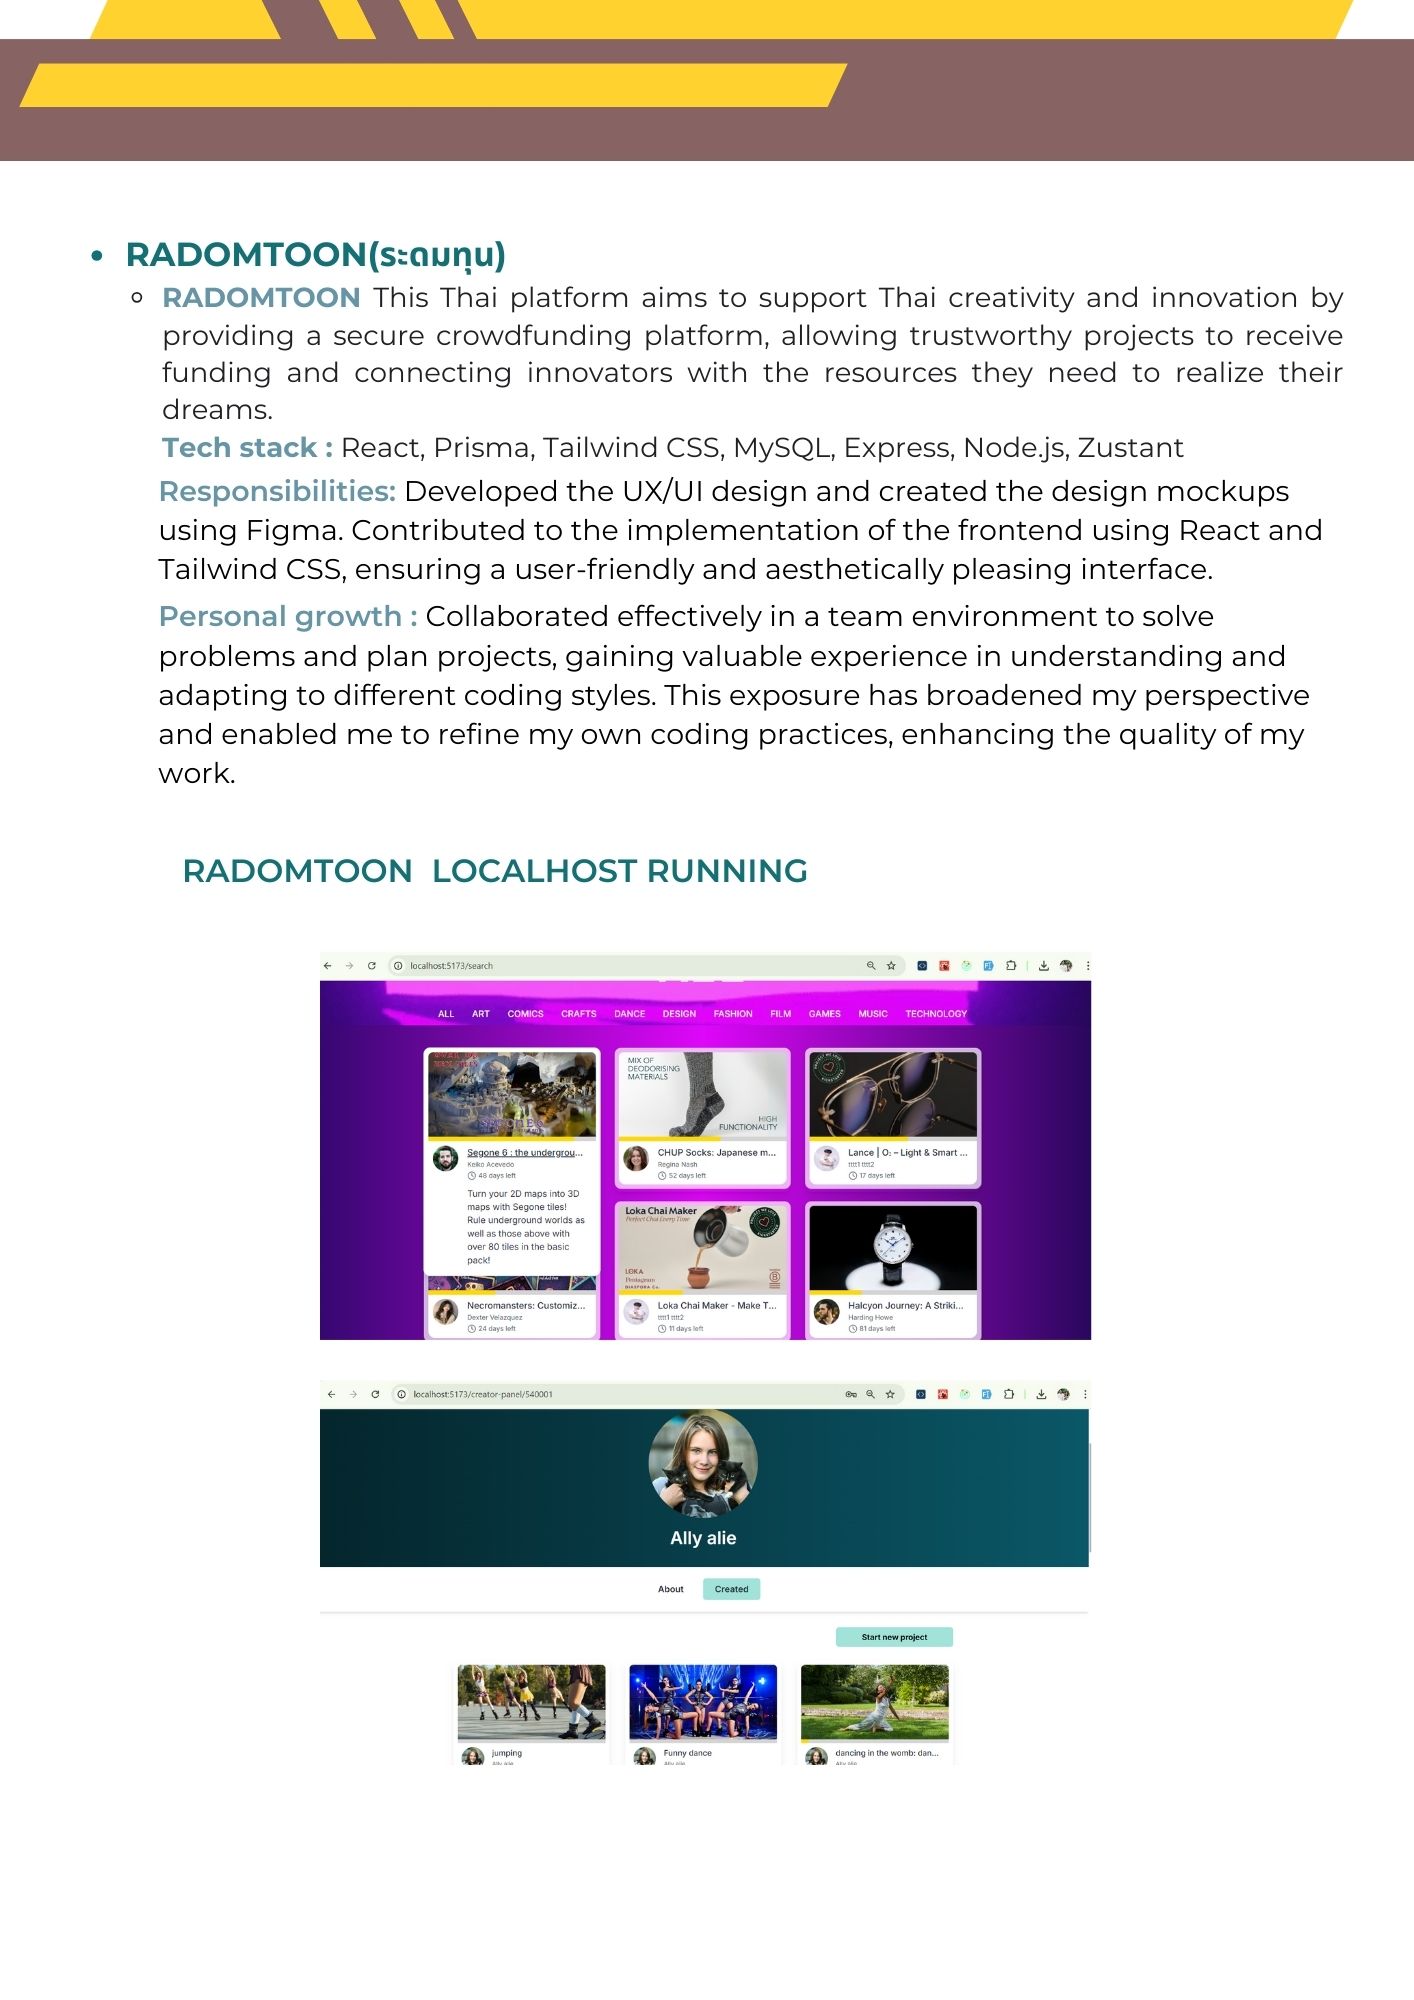 RADOMTOON(ระดมทุน)
RADOMTOON This Thai platform aims to support Thai creativity and innovation by
providing a secure crowdfunding platform, allowing trustworthy projects to receive
funding and connecting innovators with the resources they need to realize their
dreams.
Tech stack : React, Prisma, Tailwind CSS, MySQL, Express, Node.js, Zustant
Responsibilities: Developed the UX/UI design and created the design mockups
using Figma. Contributed to the implementation of the frontend using React and
Tailwind CSS, ensuring a user-friendly and aesthetically pleasing interface.
Personal growth : Collaborated effectively in a team environment to solve
problems and plan projects, gaining valuable experience in understanding and
adapting to different coding styles. This exposure has broadened my perspective
and enabled me to refine my own coding practices, enhancing the quality of my
work.
RADOMTOON LOCALHOST RUNNING
localhost:5173/search
ALL ART COMICS CRAFTS DANCE DESIGN FASHION FILM GAMES MUSIC TECHNOLOGY
MIX OF
DEODORISING
MATERIALS
HIGH
FUNCTIONALITY
Segone 6 : the undergrou...
Keiko Acevedo
48 days left
Turn your 2D maps into 3D
maps with Segone tiles!
Rule underground worlds as
well as those above with
over 80 tiles in the basic
pack!
CHUP Socks: Japanese m...
Regina Nash
52 days left
Lance | O₂ – Light & Smart ...
tttt1 tttt2
17 days left
Loka Chai Maker
Perfect Chai Every Time
LOKA
Pentagram
DIASPORA Co.
Necromansters: Customiz...
Dexter Velazquez
24 days left
Loka Chai Maker - Make T...
tttt1 tttt2
11 days left
Halcyon Journey: A Striki...
Harding Howe
81 days left
localhost:5173/creator-panel/540001
Ally alie
About Created
Start new project
jumping
Ally alie
Funny dance
Ally alie
dancing in the womb: dan...
Ally alie